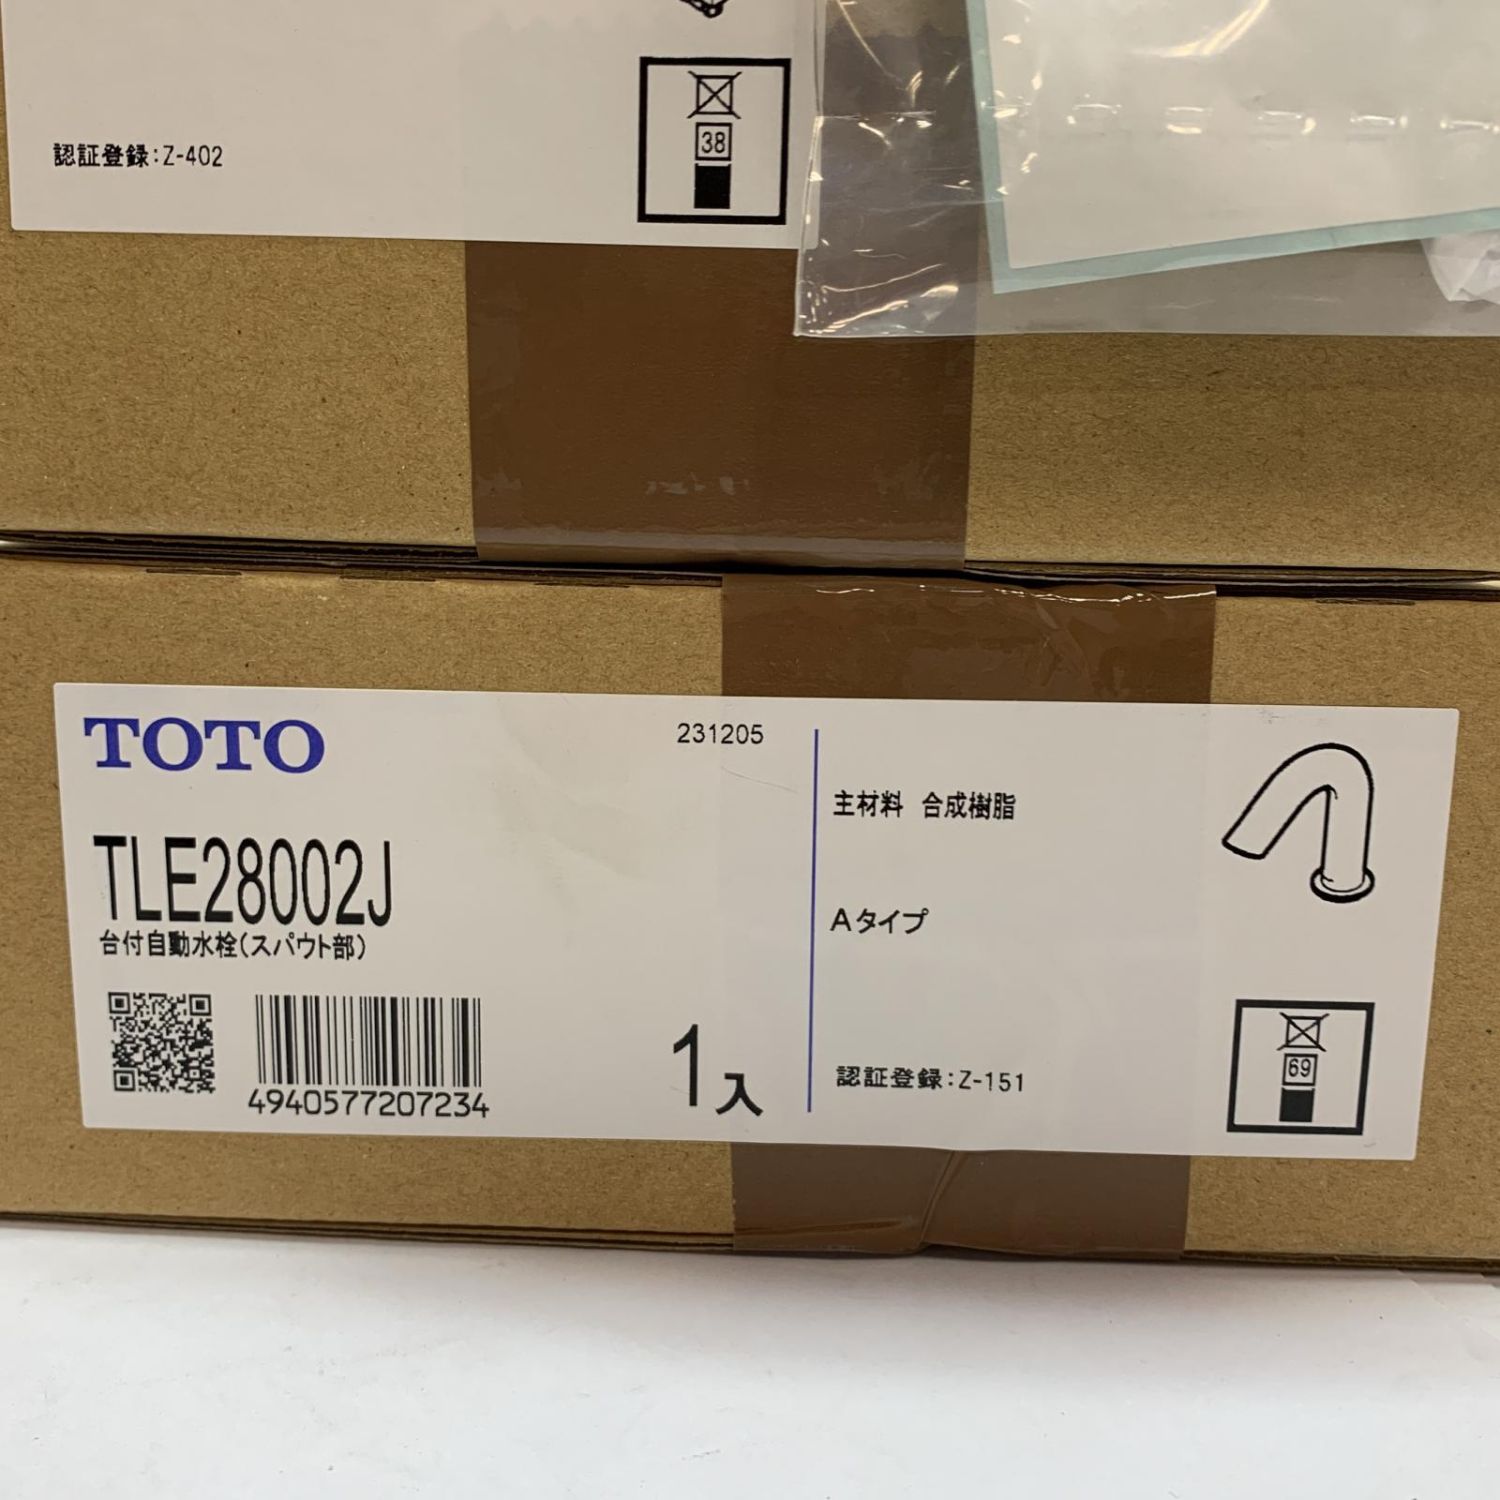 認証登録:Z-402
38
TOTO
231205
TLE28002J
台付自動水栓(スパウト部)
4940577207234
1入
主材料 合成樹脂
Aタイプ
認証登録:Z-151
69